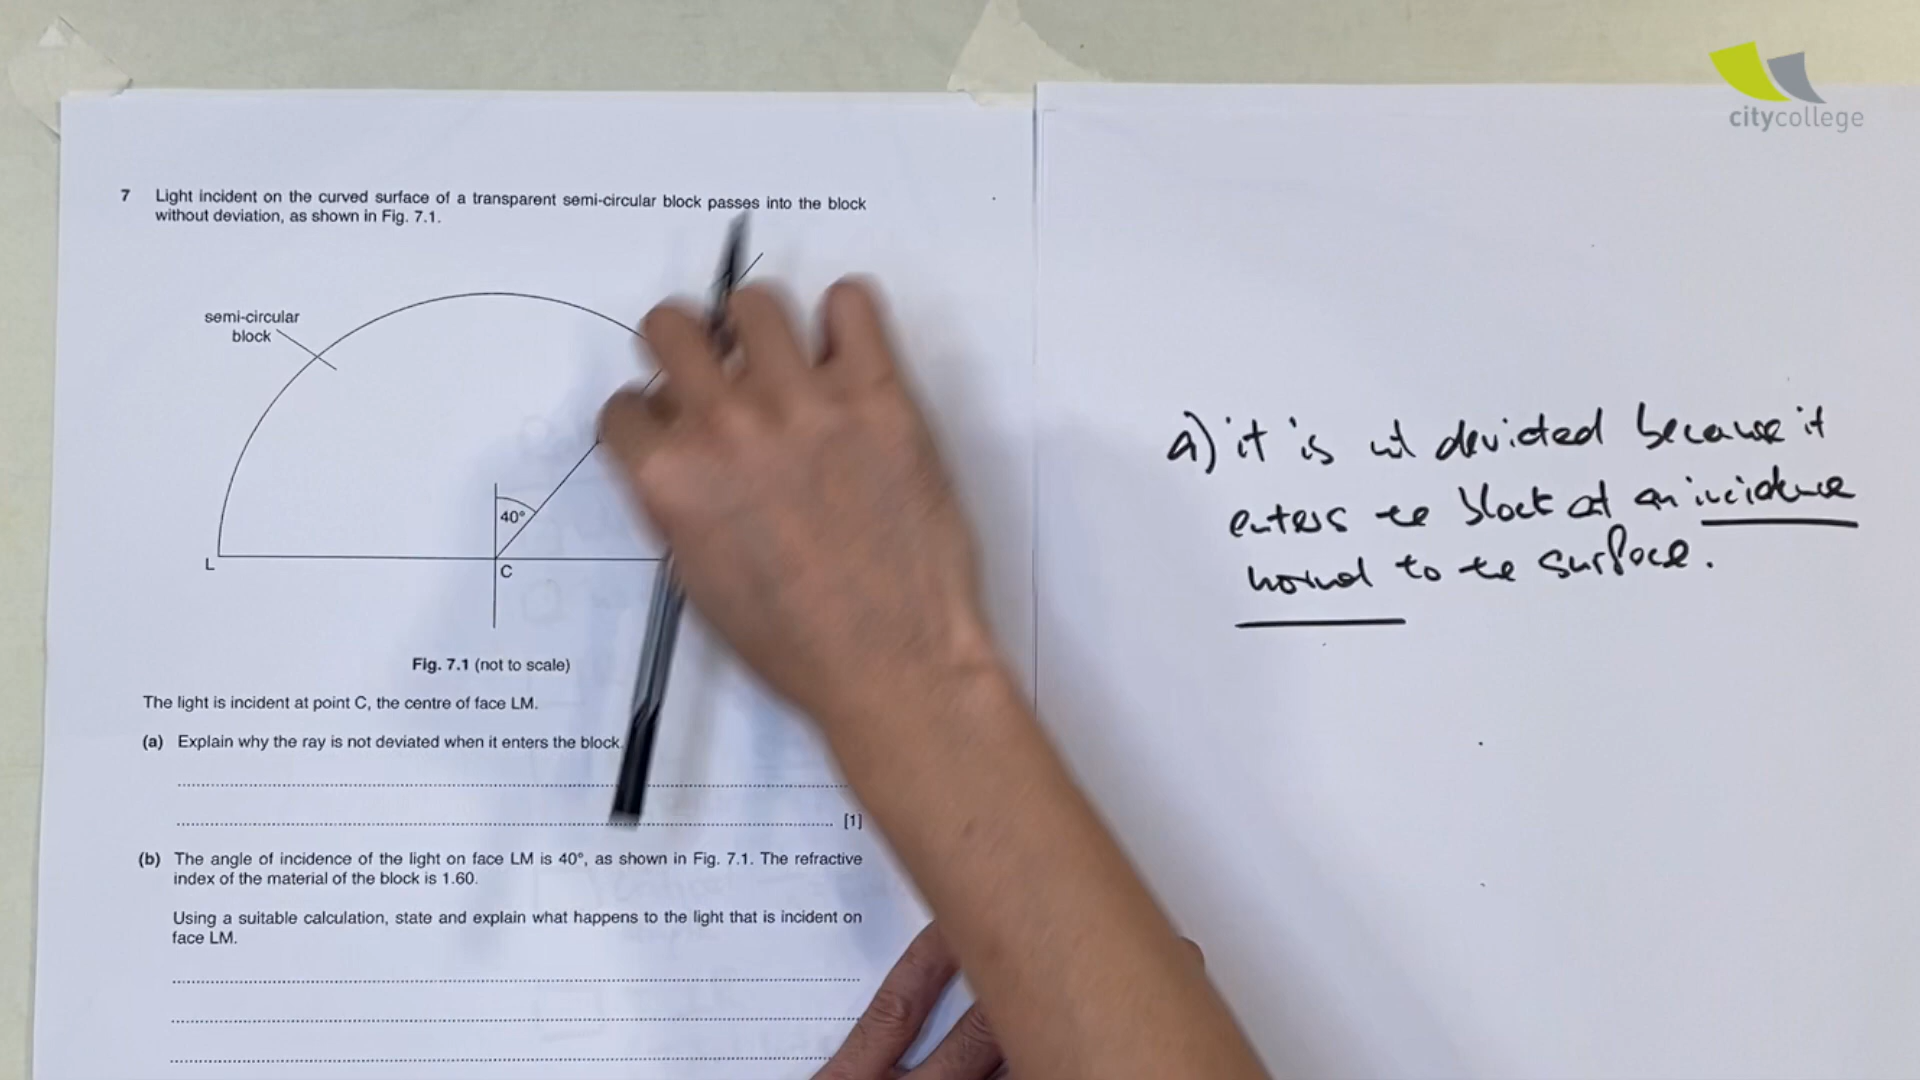 citycollege
7 Light incident on the curved surface of a transparent semi-circular block passes into the block
without deviation, as shown in Fig. 7.1.
semi-circular
block
40°
L
C
Fig. 7.1 (not to scale)
The light is incident at point C, the centre of face LM.
(a) Explain why the ray is not deviated when it enters the block.
[1]
(b) The angle of incidence of the light on face LM is 40°, as shown in Fig. 7.1. The refractive
index of the material of the block is 1.60.
Using a suitable calculation, state and explain what happens to the light that is incident on
face LM.
a) it is not deviated because it
enters the block at an incidence
normal to the surface.